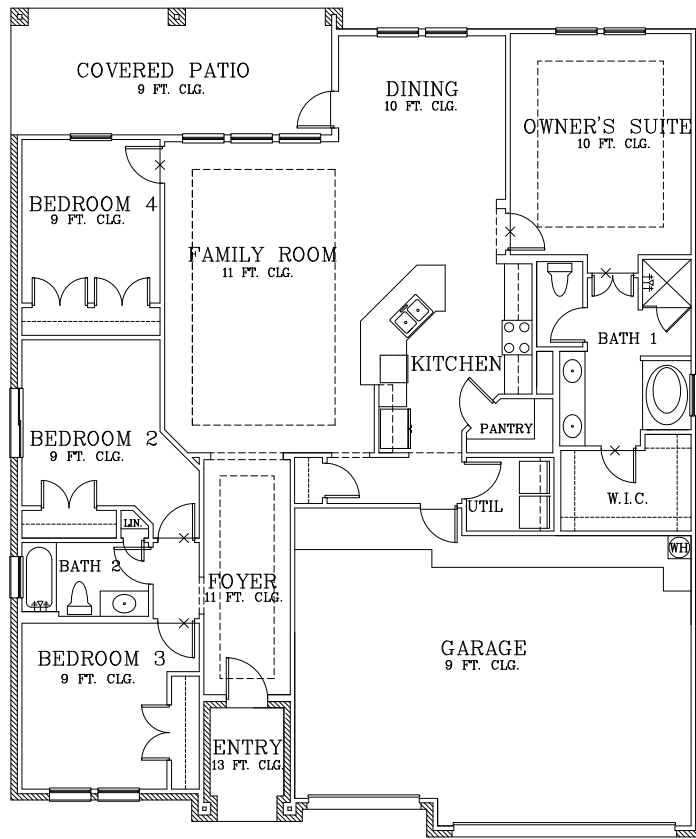 COVERED PATIO
9 FT. CLG.
DINING
10 FT. CLG.
OWNER'S SUITE
10 FT. CLG.
BEDROOM 4
9 FT. CLG.
FAMILY ROOM
11 FT. CLG.
BATH 1
KITCHEN
PANTRY
BEDROOM 2
9 FT. CLG.
W.I.C.
UTIL
LIN.
WH
BATH 2
FOYER
11 FT. CLG.
GARAGE
9 FT. CLG.
BEDROOM 3
9 FT. CLG.
ENTRY
13 FT. CLG.